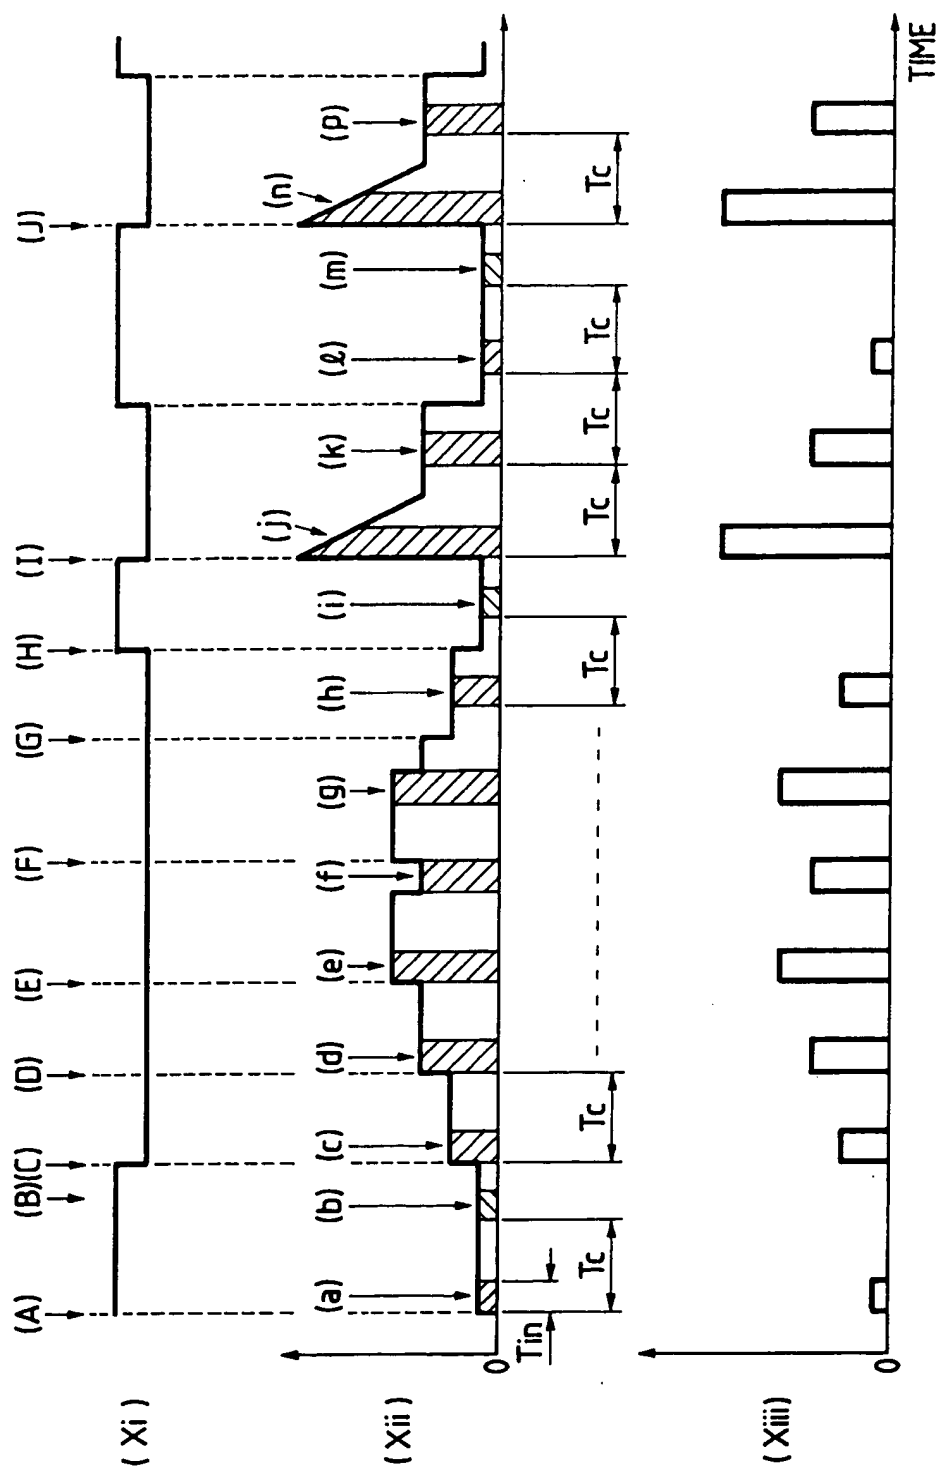 (A) (B)(C) (D) (E) (F) (G) (H) (I) (J)
(Xi)
(a) (b) (c) (d) (e) (f) (g) (h) (i) (j) (k) (ℓ) (m) (n) (p)
(Xii)
0
Tin
Tc Tc Tc Tc Tc Tc Tc
(Xiii)
0
TIME